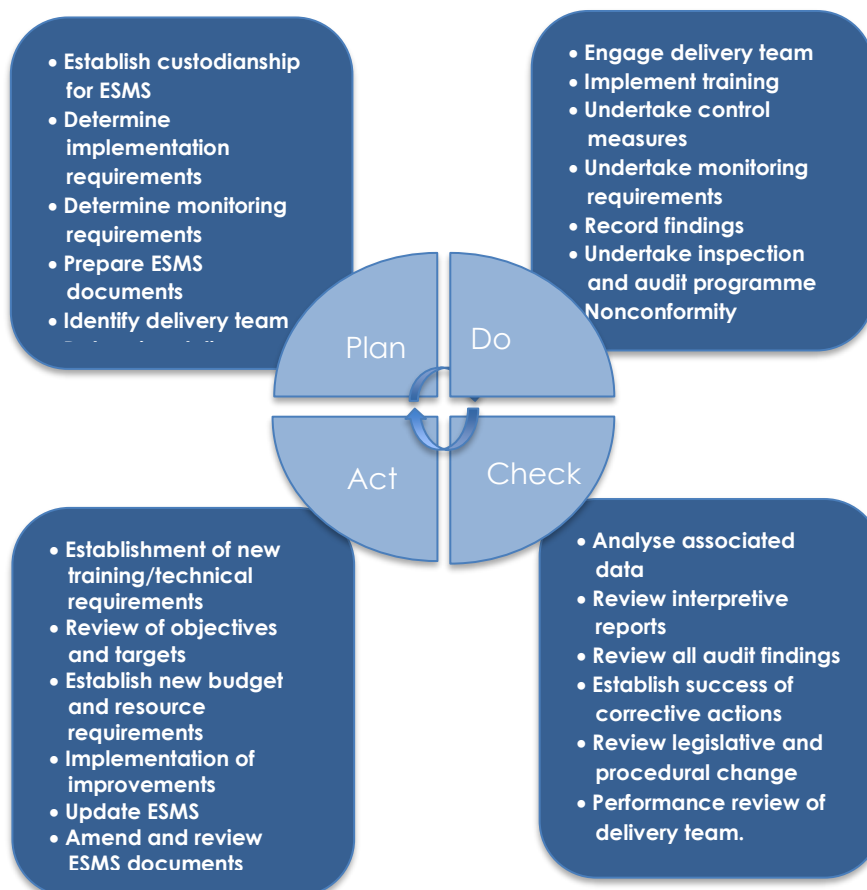 • Establish custodianship
for ESMS
• Determine
implementation
requirements
• Determine monitoring
requirements
• Prepare ESMS
documents
• Identify delivery team
• Engage delivery team
• Implement training
• Undertake control
measures
• Undertake monitoring
requirements
• Record findings
• Undertake inspection
and audit programme
Nonconformity
Plan
Do
Act
Check
• Establishment of new
training/technical
requirements
• Review of objectives
and targets
• Establish new budget
and resource
requirements
• Implementation of
improvements
• Update ESMS
• Amend and review
ESMS documents
• Analyse associated
data
• Review interpretive
reports
• Review all audit findings
• Establish success of
corrective actions
• Review legislative and
procedural change
• Performance review of
delivery team.